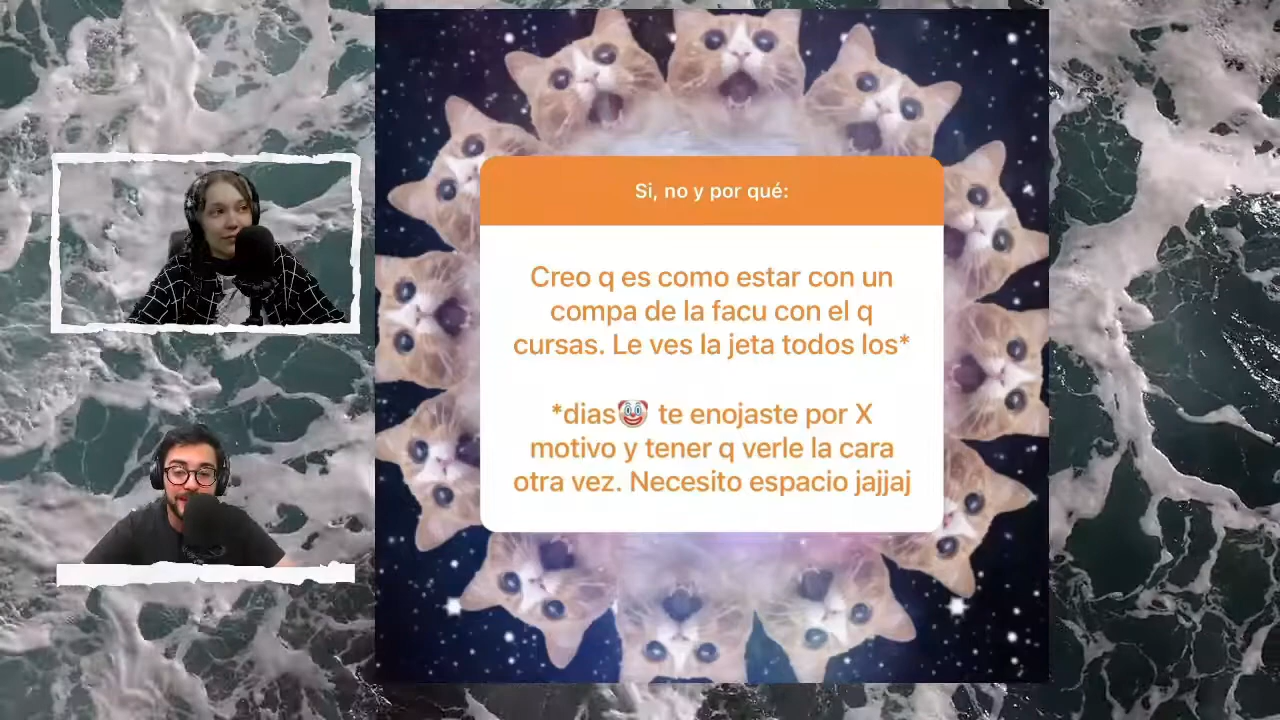 Si, no y por qué:
Creo q es como estar con un
compa de la facu con el q
cursas. Le ves la jeta todos los*
*dias🤡 te enojaste por X
motivo y tener q verle la cara
otra vez. Necesito espacio jajjaj